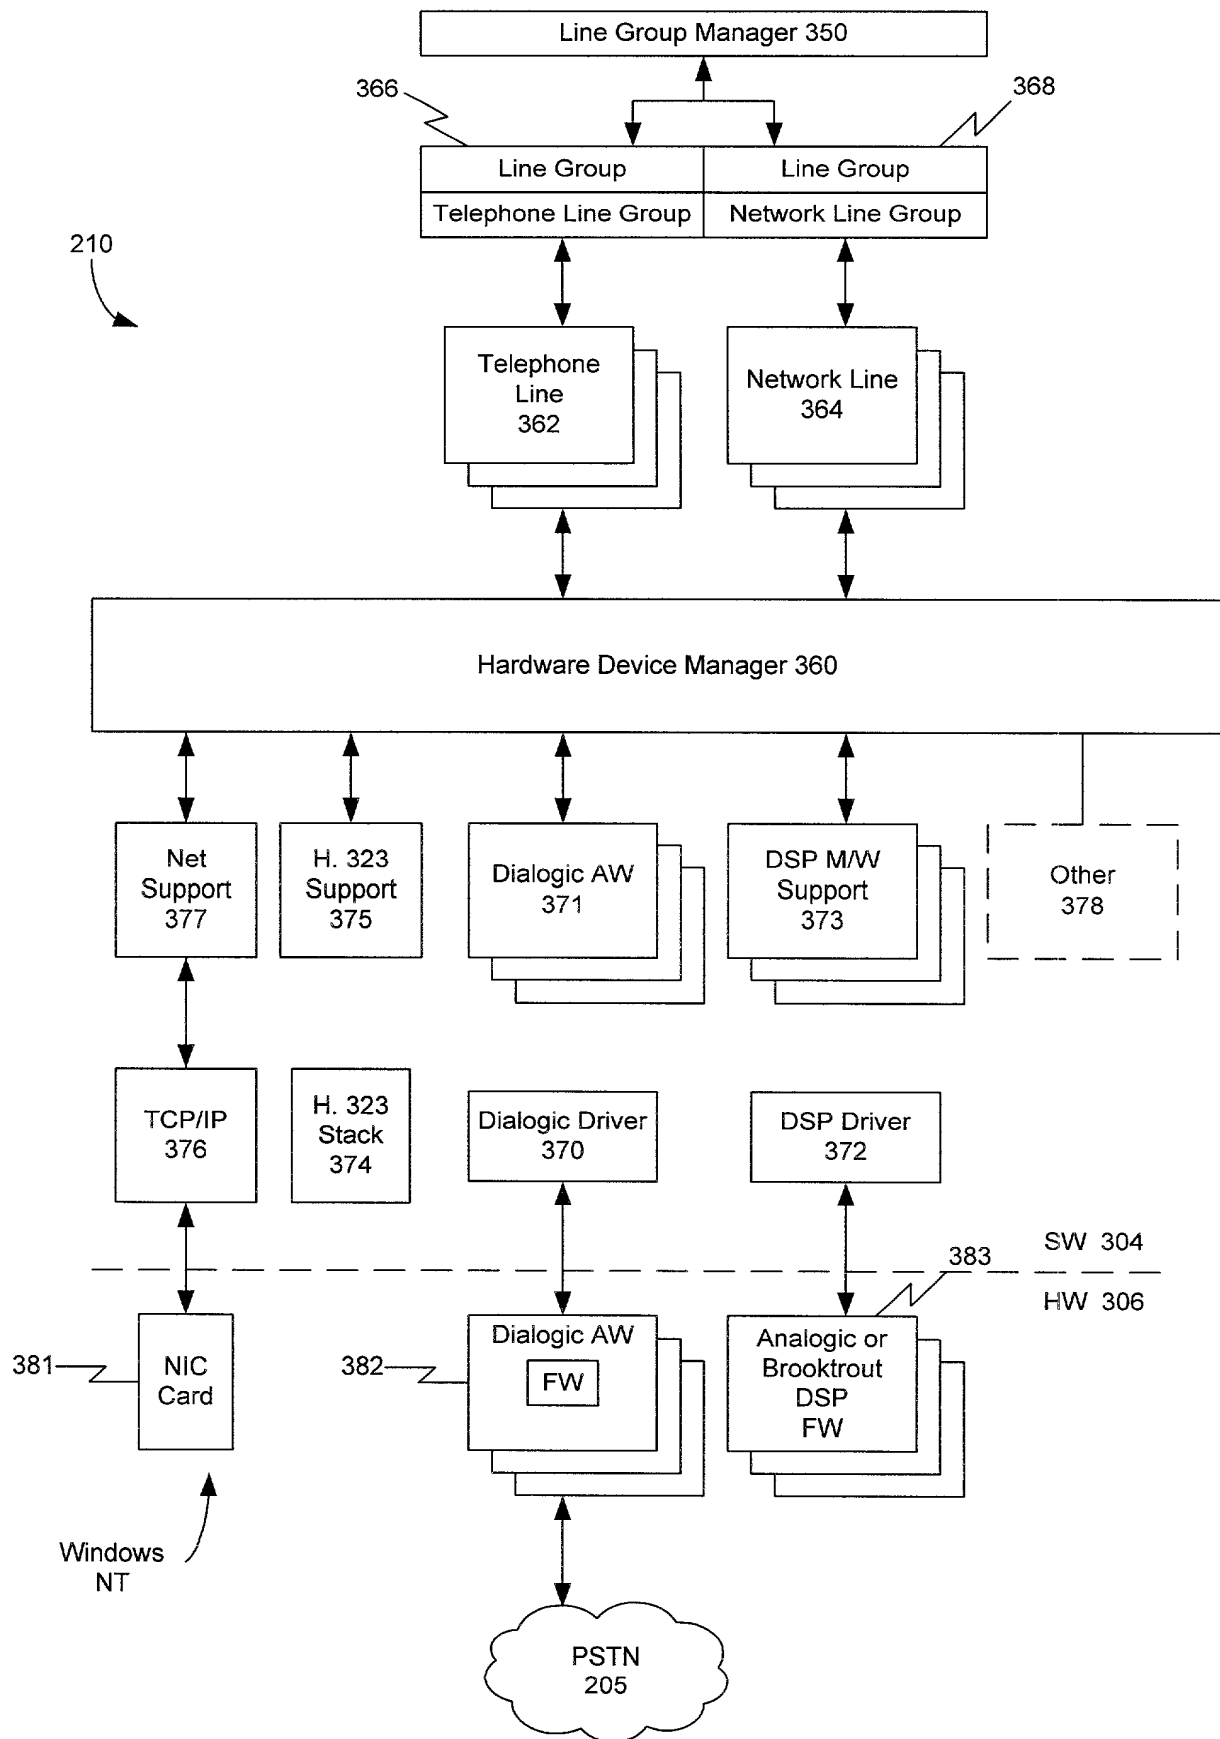 Line Group Manager 350
366
368
Line Group
Line Group
Telephone Line Group
Network Line Group
210
Telephone
Line
362
Network Line
364
Hardware Device Manager 360
Net
Support
377
H. 323
Support
375
Dialogic AW
371
DSP M/W
Support
373
Other
378
TCP/IP
376
H. 323
Stack
374
Dialogic Driver
370
DSP Driver
372
SW 304
383
HW 306
381
NIC
Card
382
Dialogic AW
FW
Analogic or
Brooktrout
DSP
FW
Windows
NT
PSTN
205